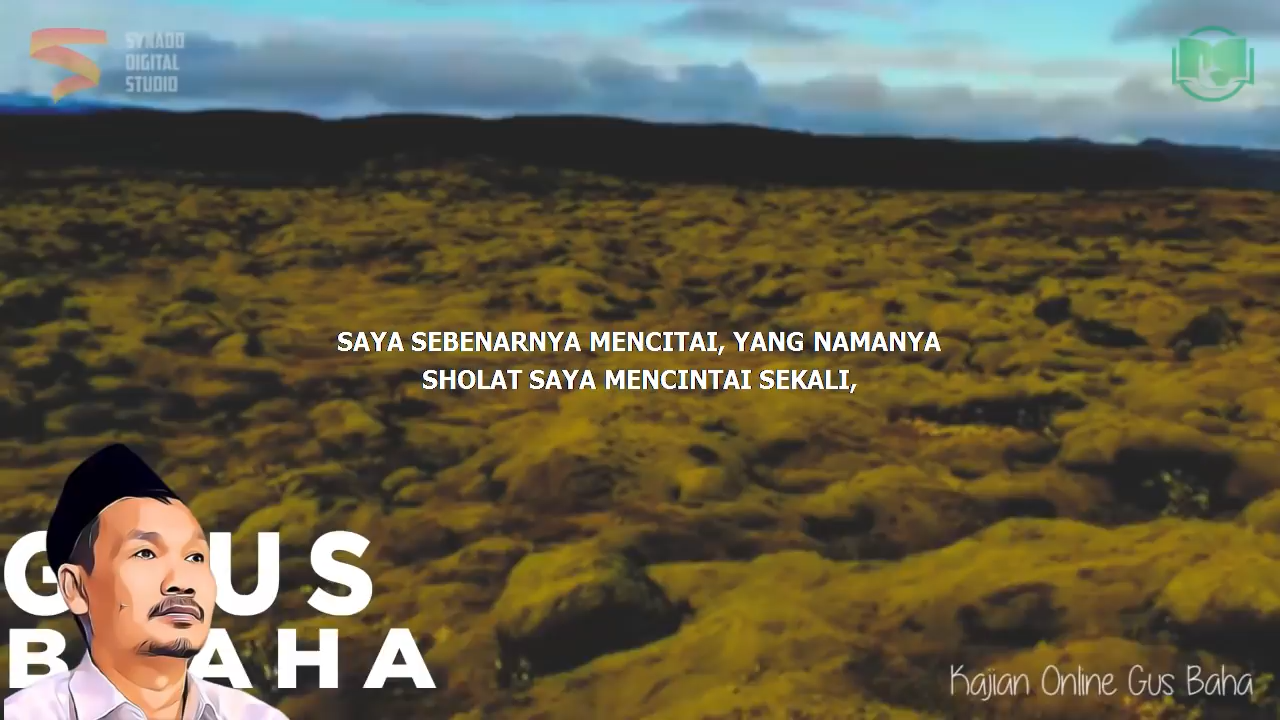 SYNADO
DIGITAL
STUDIO
SAYA SEBENARNYA MENCITAI, YANG NAMANYA
SHOLAT SAYA MENCINTAI SEKALI,
GUS
BAHA
Kajian Online Gus Baha